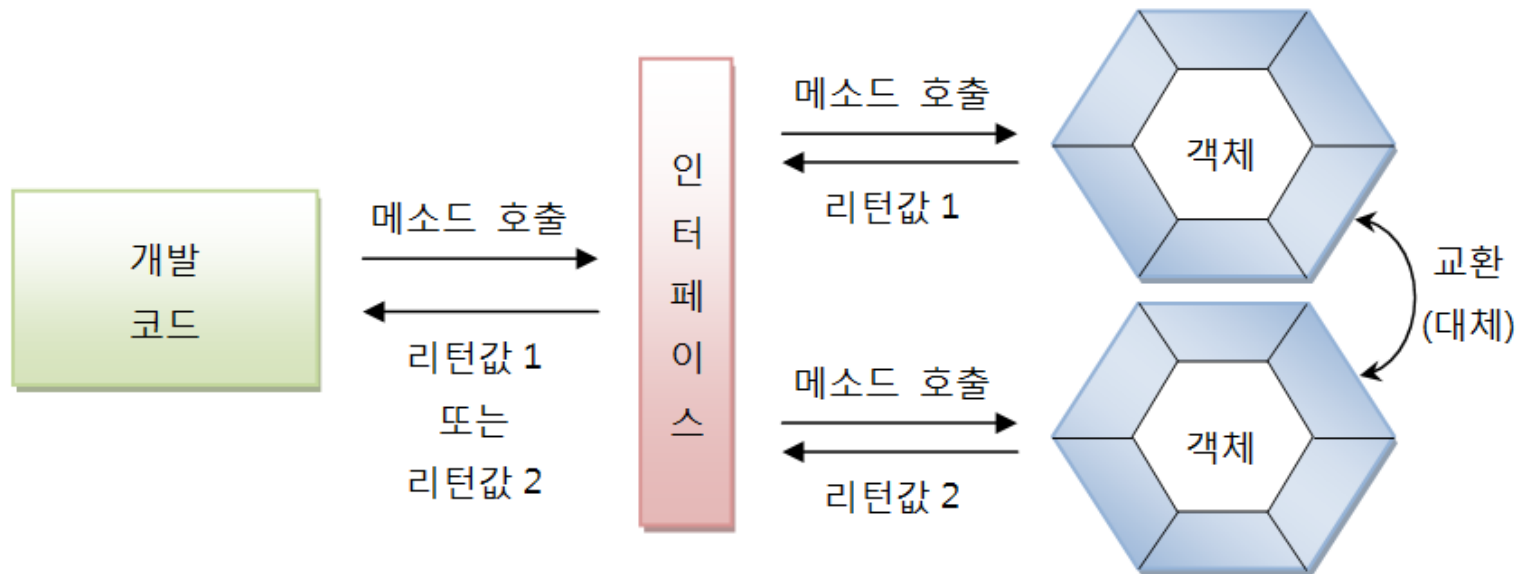 개발
코드
메소드 호출
리턴값 1
또는
리턴값 2
인
터
페
이
스
메소드 호출
리턴값 1
객체
메소드 호출
리턴값 2
객체
교환
(대체)